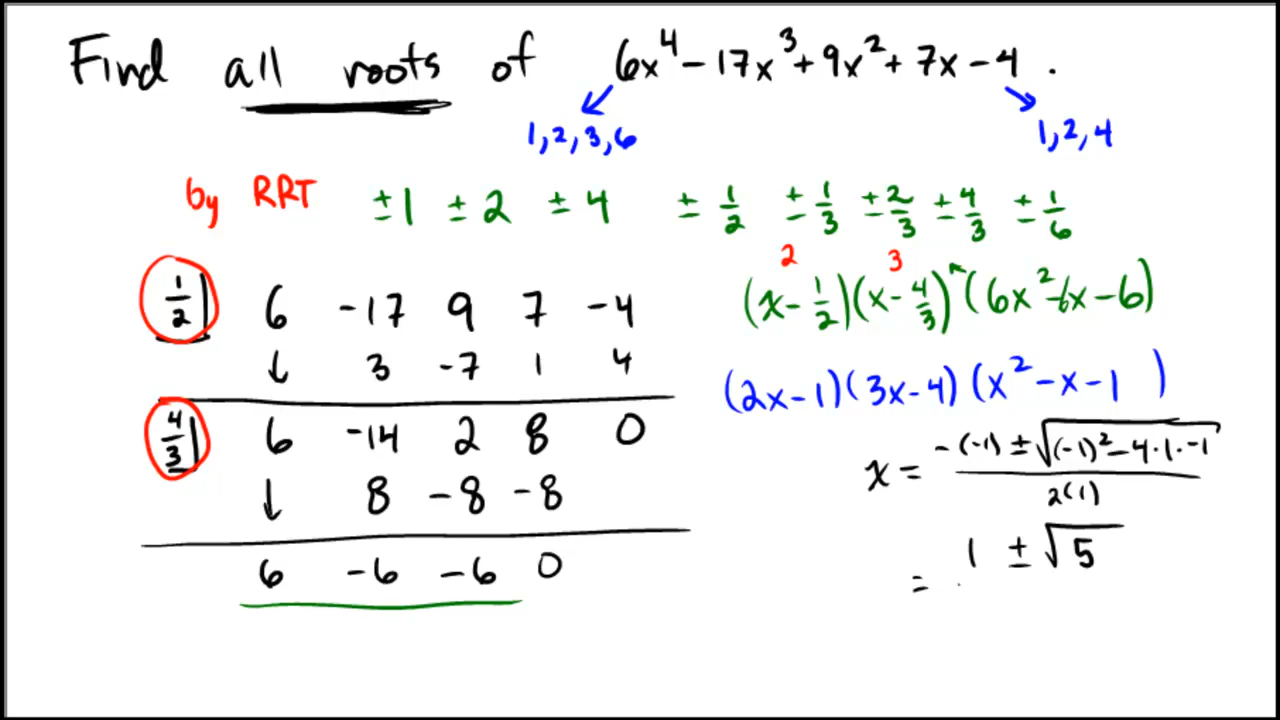 Find all roots of 6x⁴ - 17x³ + 9x² + 7x - 4 .
1, 2, 3, 6 1, 2, 4
by RRT ± 1 ± 2 ± 4 ± 1/2 ± 1/3 ± 2/3 ± 4/3 ± 1/6
2 3
1/2 | 6 -17 9 7 -4 (x - 1/2)(x - 4/3)(6x² - 6x - 6)
↓ 3 -7 1 4 (2x - 1)(3x - 4)(x² - x - 1)
4/3 | 6 -14 2 8 0
x = -(-1) ± √(-1)² - 4·1·-1 / 2(1)
↓ 8 -8 -8
6 -6 -6 0 = 1 ± √5